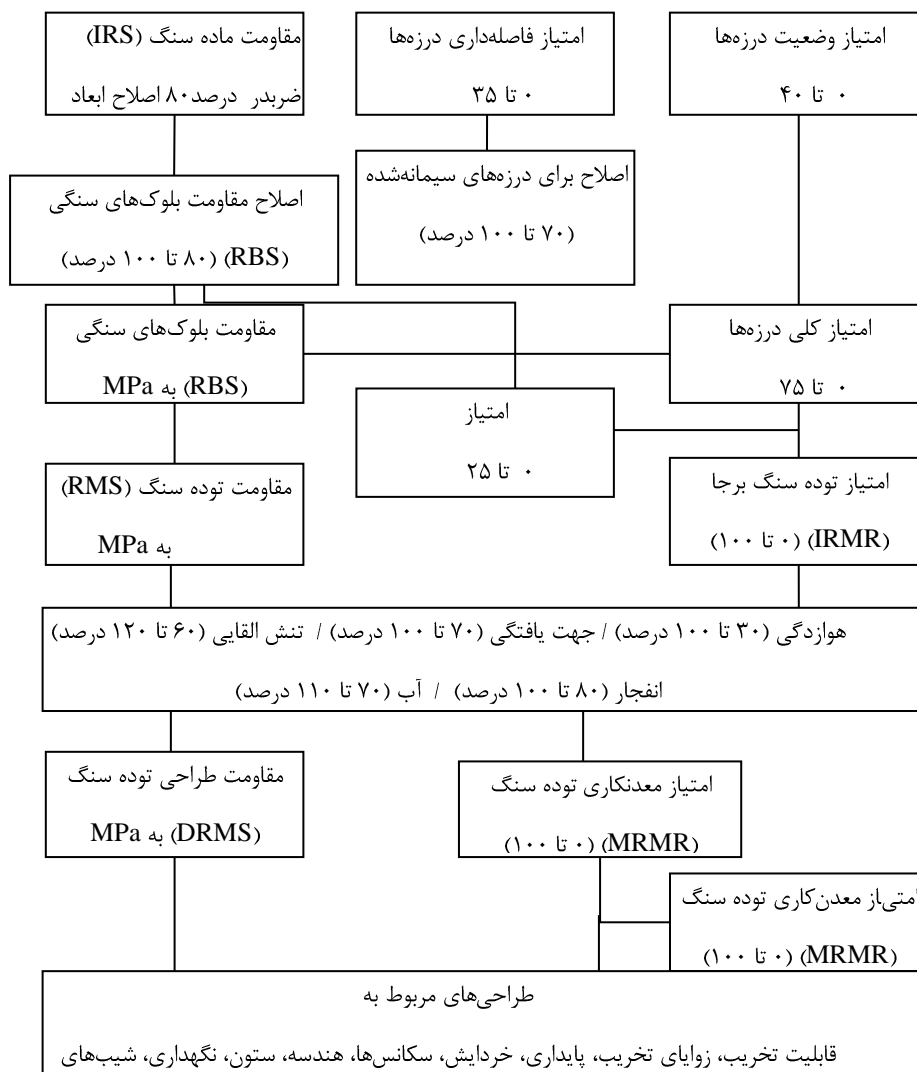 امتیاز وضعیت درزه‌ها
۰ تا ۴۰
امتیاز فاصله‌داری درزه‌ها
۰ تا ۳۵
مقاومت ماده سنگ (IRS)
ضربدر درصد۸۰ اصلاح ابعاد
اصلاح برای درزه‌های سیمانه‌شده
(۷۰ تا ۱۰۰ درصد)
اصلاح مقاومت بلوک‌های سنگی
(RBS) (۸۰ تا ۱۰۰ درصد)
امتیاز کلی درزه‌ها
۰ تا ۷۵
مقاومت بلوک‌های سنگی
(RBS) به MPa
امتیاز
۰ تا ۲۵
امتیاز توده سنگ برجا
(IRMR) (۰ تا ۱۰۰)
مقاومت توده سنگ (RMS)
به MPa
هوازدگی (۳۰ تا ۱۰۰ درصد) / جهت یافتگی (۷۰ تا ۱۰۰ درصد) / تنش القایی (۶۰ تا ۱۲۰ درصد)
انفجار (۸۰ تا ۱۰۰ درصد) / آب (۷۰ تا ۱۱۰ درصد)
امتیاز معدنکاری توده سنگ
(MRMR) (۰ تا ۱۰۰)
مقاومت طراحی توده سنگ
(DRMS) به MPa
امتیاز معدن‌کاری توده سنگ
(MRMR) (۰ تا ۱۰۰)
طراحی‌های مربوط به
قابلیت تخریب، زوایای تخریب، پایداری، خردایش، سکانس‌ها، هندسه، ستون، نگهداری، شیب‌های